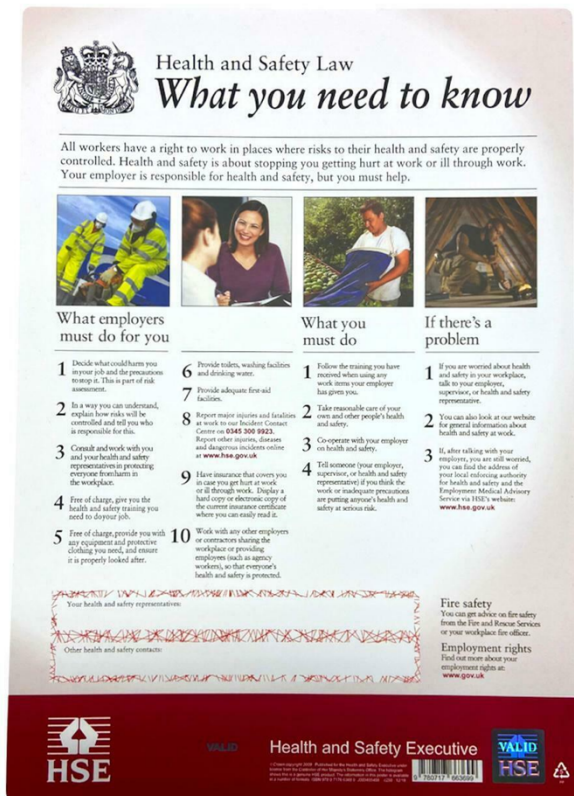 Health and Safety Law
What you need to know
All workers have a right to work in places where risks to their health and safety are properly
controlled. Health and safety is about stopping you getting hurt at work or ill through work.
Your employer is responsible for health and safety, but you must help.
What employers
must do for you
1 Decide what could harm you
in your job and the precautions
to stop it. This is part of risk
assessment.
2 In a way you can understand,
explain how risks will be
controlled and tell you who
is responsible for this.
3 Consult and work with you
and your health and safety
representatives in protecting
everyone from harm in
the workplace.
4 Free of charge, give you the
health and safety training you
need to do your job.
5 Free of charge, provide you with
any equipment and protective
clothing you need, and ensure
it is properly looked after.
6 Provide toilets, washing facilities
and drinking water.
7 Provide adequate first-aid
facilities.
8 Report major injuries and fatalities
at work to our Incident Contact
Centre on 0345 300 9923.
Report other injuries, diseases
and dangerous incidents online
at www.hse.gov.uk
9 Have insurance that covers you
in case you get hurt at work
or ill through work. Display a
hard copy or electronic copy of
the current insurance certificate
where you can easily read it.
10 Work with any other employers
or contractors sharing the
workplace or providing
employees (such as agency
workers), so that everyone's
health and safety is protected.
What you
must do
1 Follow the training you have
received when using any
work items your employer
has given you.
2 Take reasonable care of your
own and other people's health
and safety.
3 Co-operate with your employer
on health and safety.
4 Tell someone (your employer,
supervisor, or health and safety
representative) if you think the
work or inadequate precautions
are putting anyone's health and
safety at serious risk.
If there's a
problem
1 If you are worried about health
and safety in your workplace,
talk to your employer,
supervisor, or health and safety
representative.
2 You can also look at our website
for general information about
health and safety at work.
3 If, after talking with your
employer, you are still worried,
you can find the address of
your local enforcing authority
for health and safety and the
Employment Medical Advisory
Service via HSE's website:
www.hse.gov.uk
Your health and safety representatives:
Other health and safety contacts:
Fire safety
You can get advice on fire safety
from the Fire and Rescue Services
or your workplace fire officer.
Employment rights
Find out more about your
employment rights at:
www.gov.uk
HSE
VALID
Health and Safety Executive
VALID
HSE